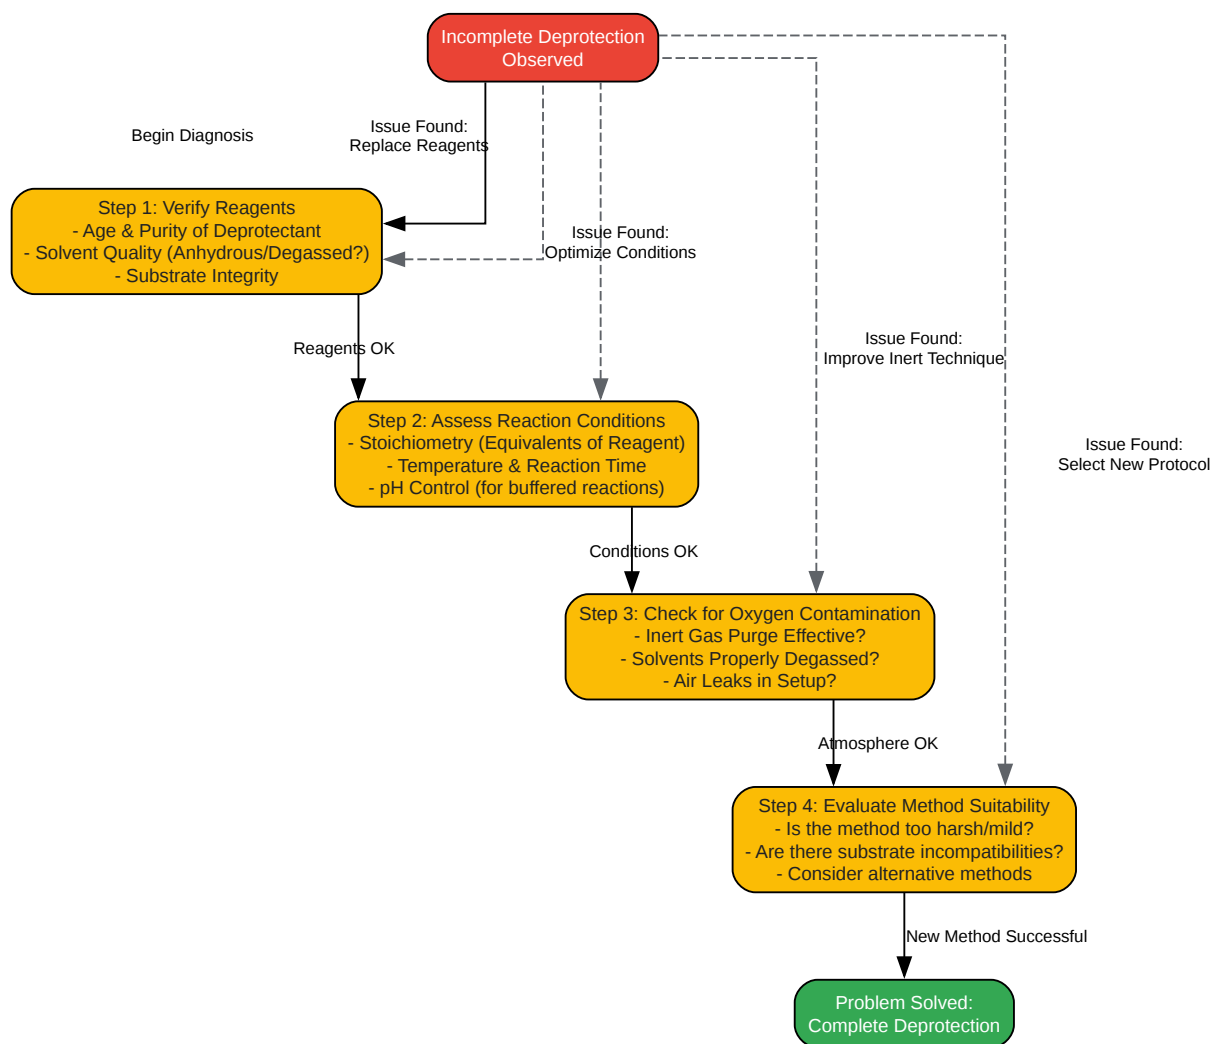 Incomplete Deprotection
Observed
Begin Diagnosis
Issue Found:
Replace Reagents
Step 1: Verify Reagents
- Age & Purity of Deprotectant
- Solvent Quality (Anhydrous/Degassed?)
- Substrate Integrity
Issue Found:
Optimize Conditions
Reagents OK
Issue Found:
Improve Inert Technique
Step 2: Assess Reaction Conditions
- Stoichiometry (Equivalents of Reagent)
- Temperature & Reaction Time
- pH Control (for buffered reactions)
Issue Found:
Select New Protocol
Conditions OK
Step 3: Check for Oxygen Contamination
- Inert Gas Purge Effective?
- Solvents Properly Degassed?
- Air Leaks in Setup?
Atmosphere OK
Step 4: Evaluate Method Suitability
- Is the method too harsh/mild?
- Are there substrate incompatibilities?
- Consider alternative methods
New Method Successful
Problem Solved:
Complete Deprotection